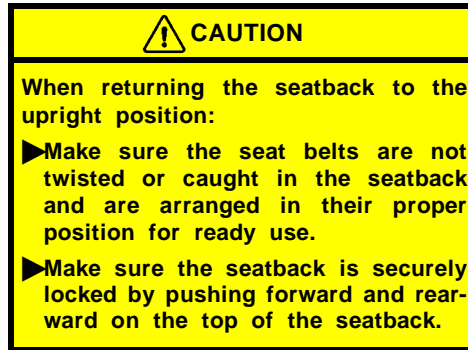 CAUTION
When returning the seatback to the
upright position:
▶Make sure the seat belts are not
twisted or caught in the seatback
and are arranged in their proper
position for ready use.
▶Make sure the seatback is securely
locked by pushing forward and rear-
ward on the top of the seatback.